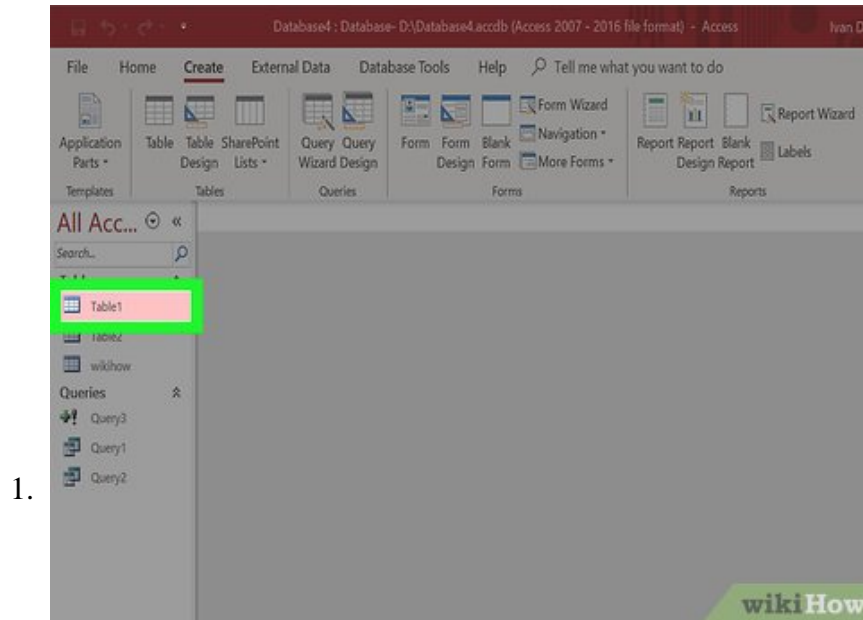 Database4 : Database- D:\Database4.accdb (Access 2007 - 2016 file format) - Access Ivan D
File Home Create External Data Database Tools Help Tell me what you want to do
Application Parts
Table
Table Design
SharePoint Lists
Query Wizard
Query Design
Form
Form Design
Blank Form
Form Wizard
Navigation
More Forms
Report
Report Design
Blank Report
Report Wizard
Labels
Templates Tables Queries Forms Reports
All Acc...
Search...
Table1
Table2
wikihow
Queries
Query3
Query1
Query2
1.
wikiHow